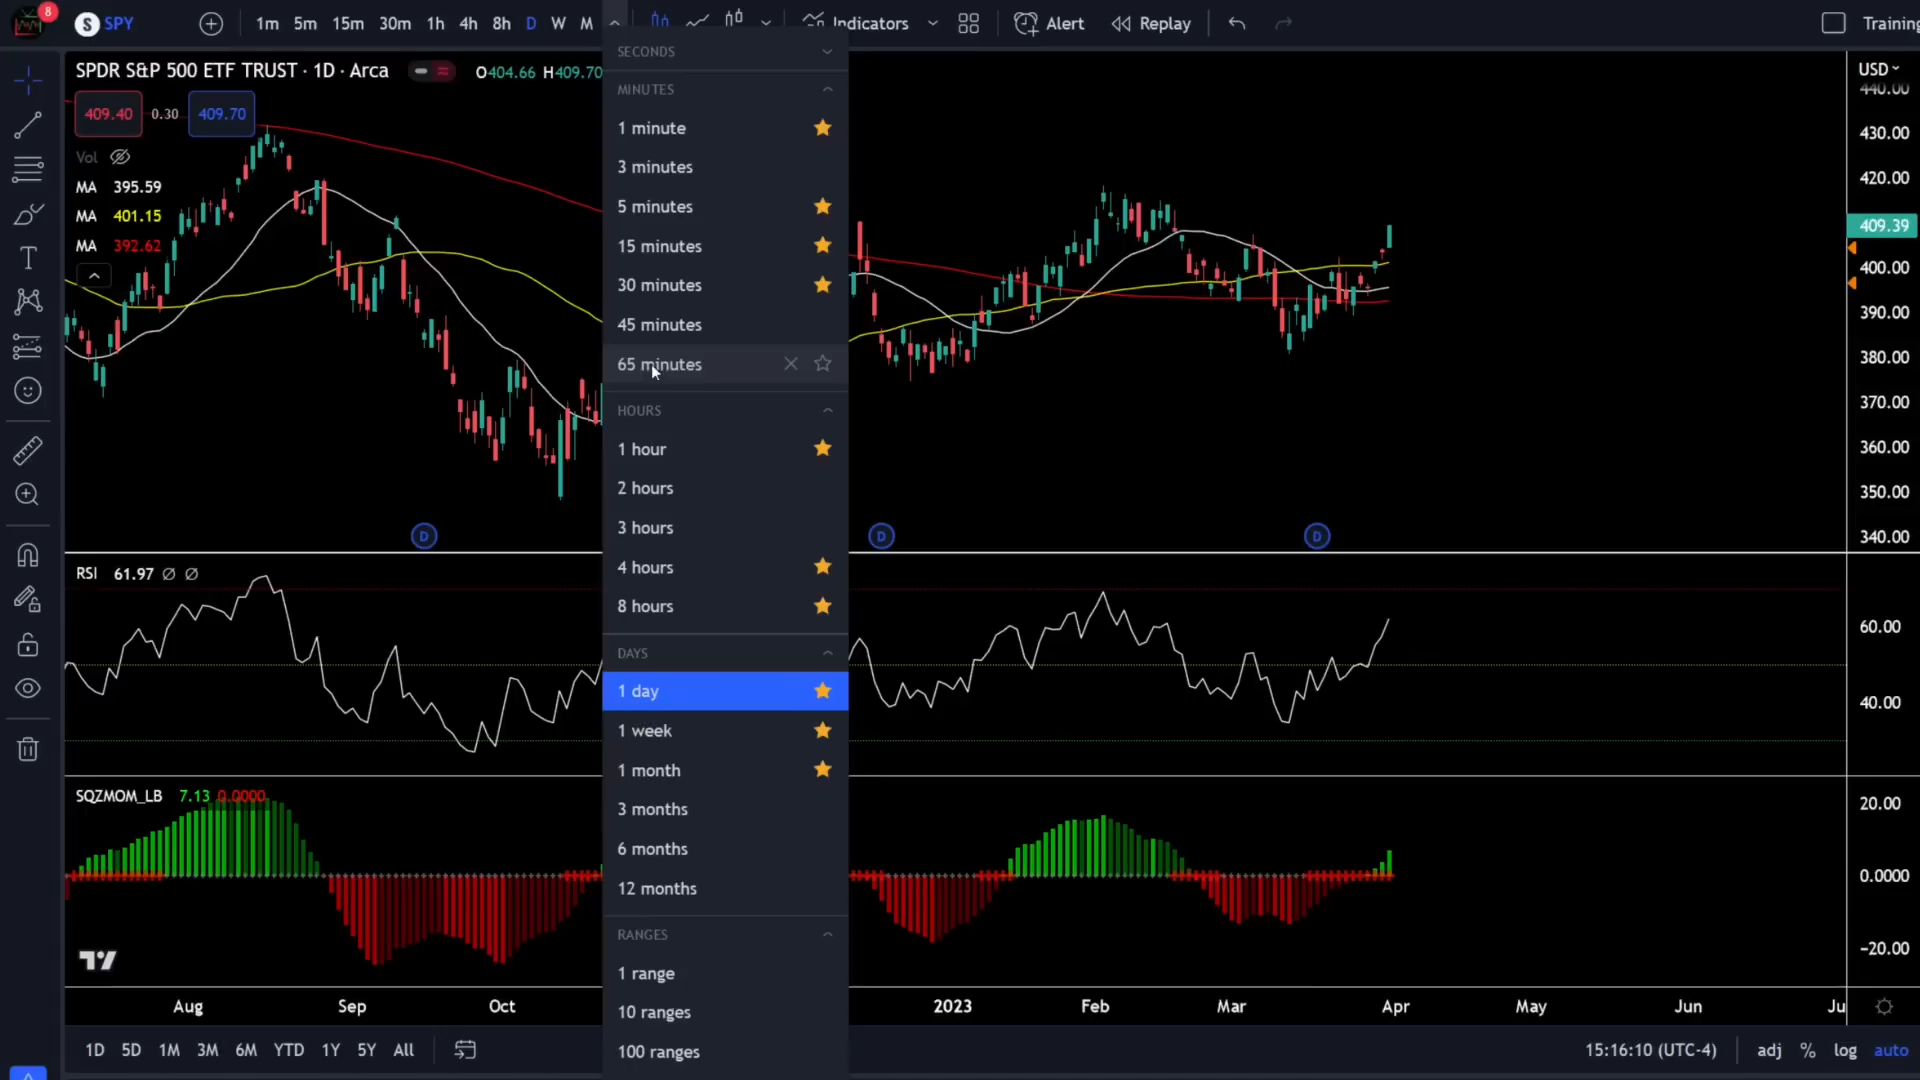 8
S SPY
1m 5m 15m 30m 1h 4h 8h D W M
Indicators
Alert
Replay
Training
SPDR S&P 500 ETF TRUST · 1D · Arca
O404.66 H409.70
409.40 0.30 409.70
Vol
MA 395.59
MA 401.15
MA 392.62
SECONDS
MINUTES
1 minute
3 minutes
5 minutes
15 minutes
30 minutes
45 minutes
65 minutes
HOURS
1 hour
2 hours
3 hours
4 hours
8 hours
DAYS
1 day
1 week
1 month
3 months
6 months
12 months
RANGES
1 range
10 ranges
100 ranges
USD
440.00
430.00
420.00
409.39
400.00
390.00
380.00
370.00
360.00
350.00
340.00
D D D
RSI 61.97
60.00
40.00
SQZMOM_LB 7.13 0.0000
20.00
0.0000
−20.00
Aug Sep Oct 2023 Feb Mar Apr May Jun Ju
1D 5D 1M 3M 6M YTD 1Y 5Y All
15:16:10 (UTC-4)
adj % log auto